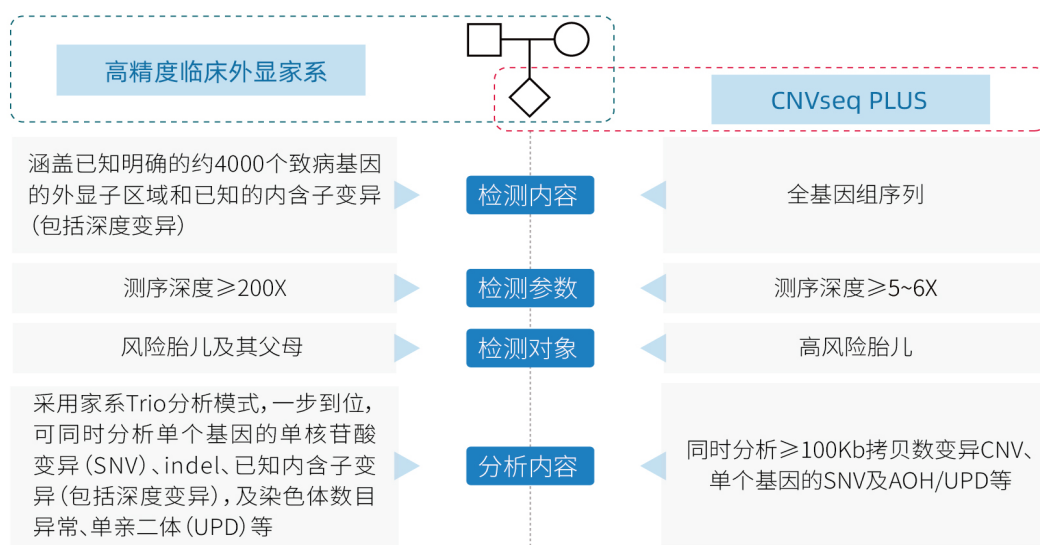 高精度临床外显家系
CNVseq PLUS
涵盖已知明确的约4000个致病基因
的外显子区域和已知的内含子变异
(包括深度变异)
检测内容
全基因组序列
测序深度≥200X
检测参数
测序深度≥5~6X
风险胎儿及其父母
检测对象
高风险胎儿
采用家系Trio分析模式,一步到位,
可同时分析单个基因的单核苷酸
变异(SNV)、indel、已知内含子变
异(包括深度变异),及染色体数目
异常、单亲二体(UPD)等
分析内容
同时分析≥100Kb拷贝数变异CNV、
单个基因的SNV及AOH/UPD等